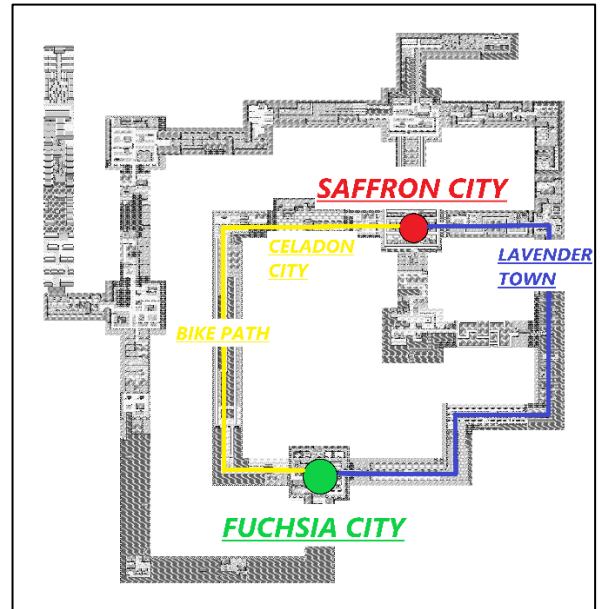 SAFFRON CITY
CELADON
CITY
LAVENDER
TOWN
BIKE PATH
FUCHSIA CITY